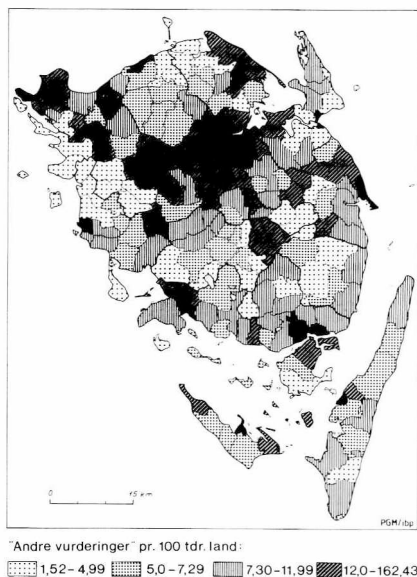 0 15 km
PGM/ibp
"Andre vurderinger" pr. 100 tdr. land:
1,52-4,99 5,0-7,29 7,30-11,99 12,0-162,43